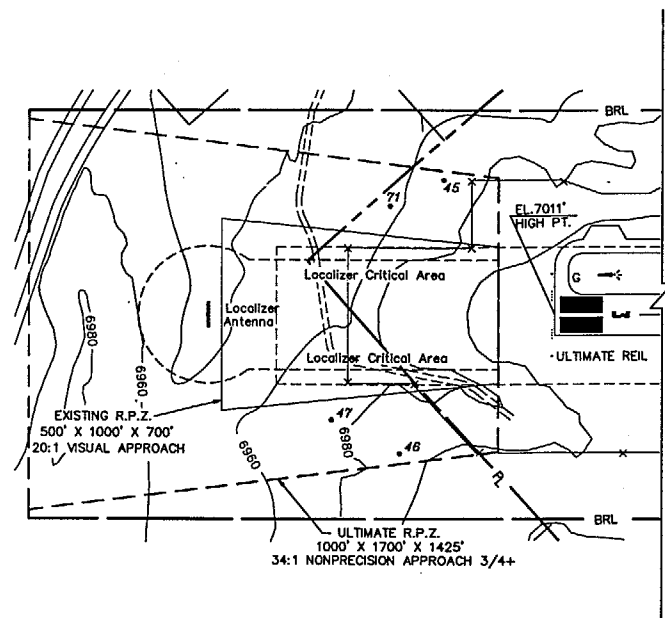 BRL
71
45
EL.7011'
HIGH PT.
Localizer Critical Area
G
Localizer
Antenna
6980
6960
Localizer Critical Area
ULTIMATE REIL
EXISTING R.P.Z.
500' X 1000' X 700'
20:1 VISUAL APPROACH
47
46
6960
6980
PL
BRL
ULTIMATE R.P.Z.
1000' X 1700' X 1425'
34:1 NONPRECISION APPROACH 3/4+